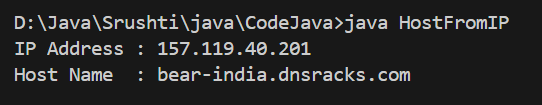 D:\Java\Srushti\java\CodeJava>java HostFromIP
IP Address : 157.119.40.201
Host Name  : bear-india.dnsracks.com